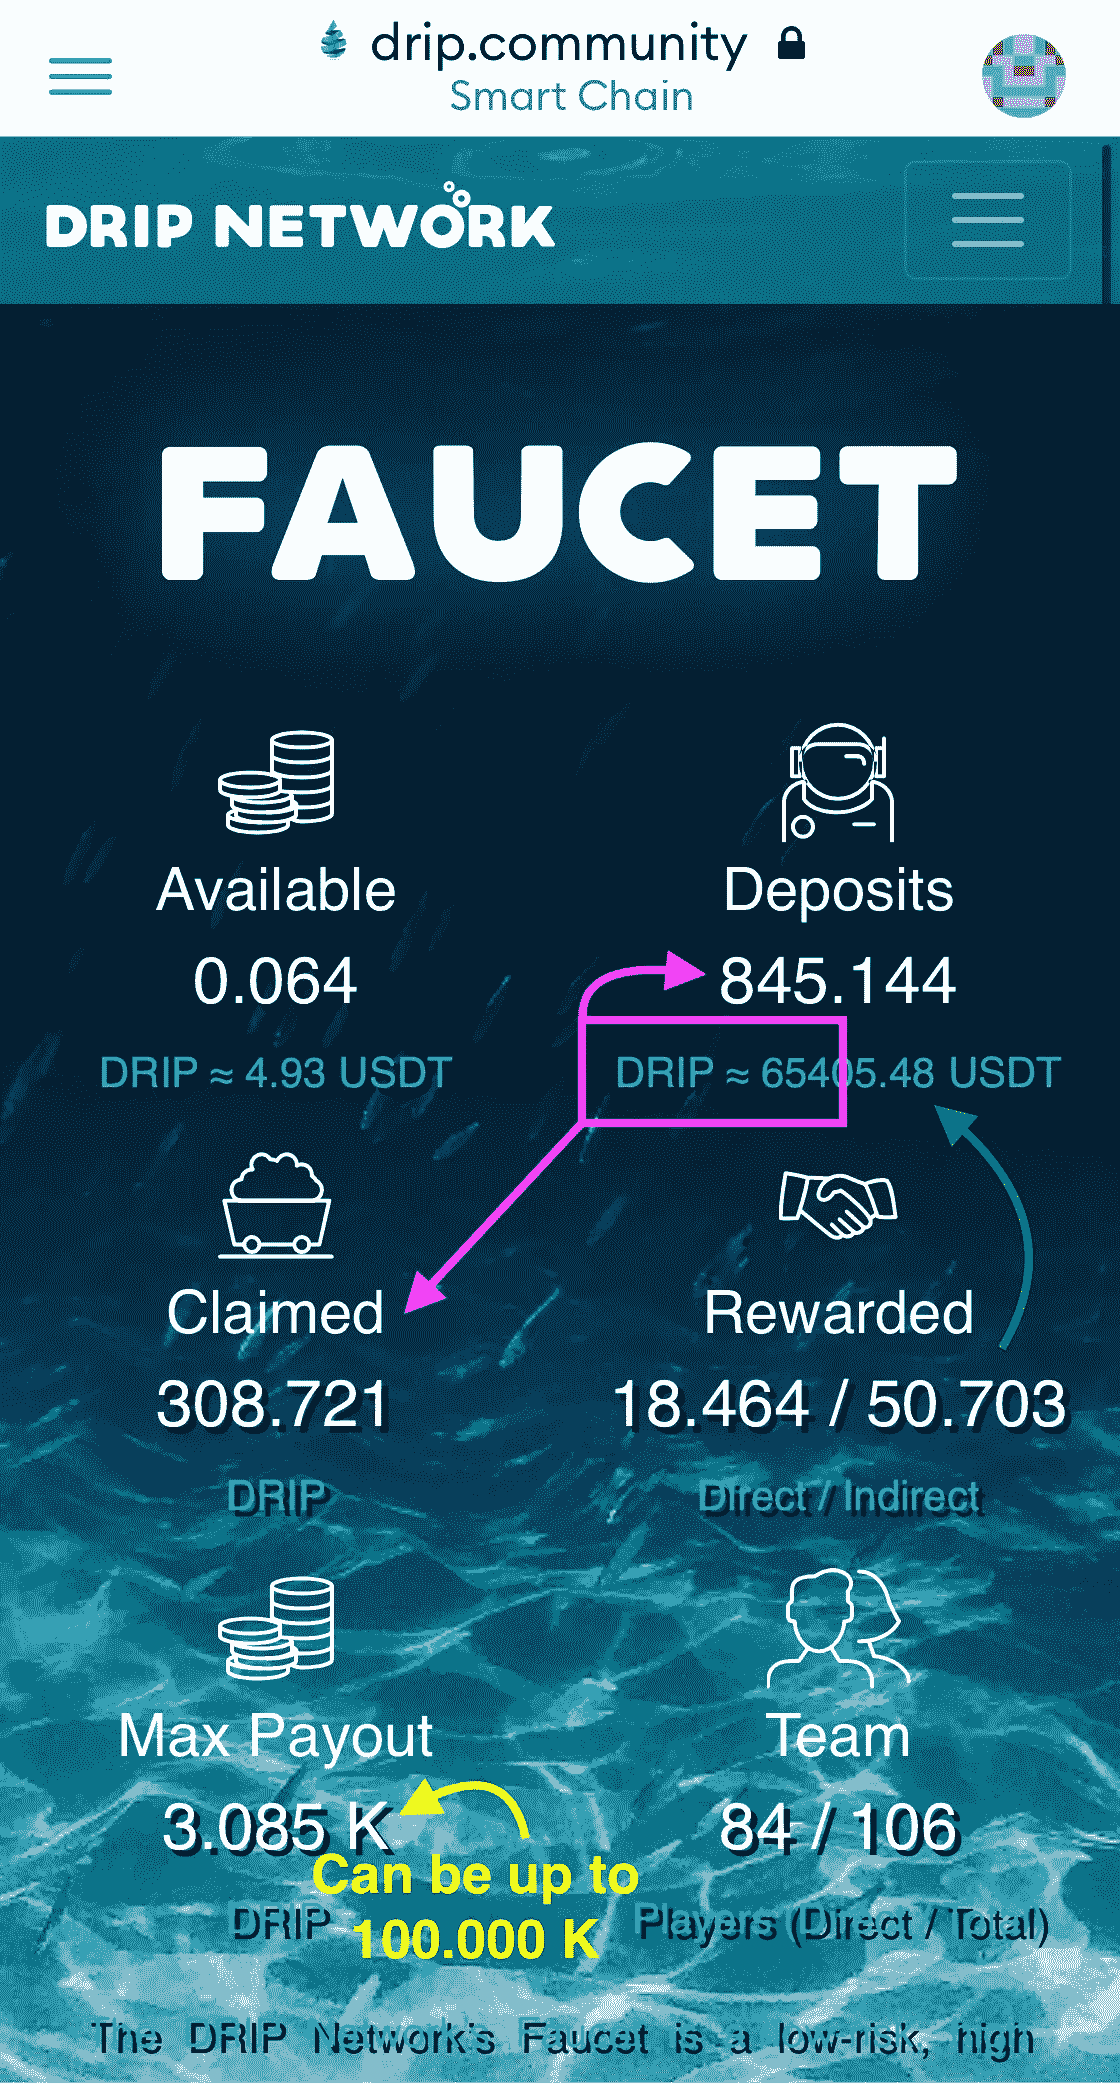 drip.community
Smart Chain
DRIP NETWORK
FAUCET
Available
0.064
DRIP ≈ 4.93 USDT
Deposits
845.144
DRIP ≈ 65405.48 USDT
Claimed
308.721
DRIP
Rewarded
18.464 / 50.703
Direct / Indirect
Max Payout
3.085 K
Can be up to
100.000 K
DRIP
Team
84 / 106
Players (Direct / Total)
The DRIP Network's Faucet is a low-risk, high